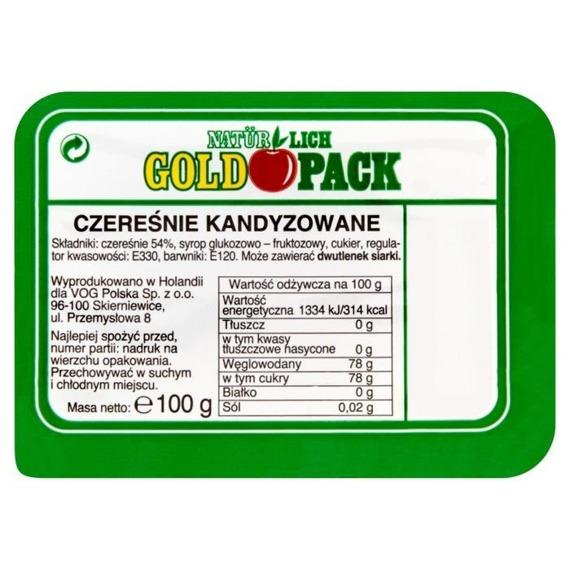 NATÜR LICH
GOLD PACK
CZEREŚNIE KANDYZOWANE
Składniki: czereśnie 54%, syrop glukozowo – fruktozowy, cukier, regula-
tor kwasowości: E330, barwniki: E120. Może zawierać dwutlenek siarki.
Wyprodukowano w Holandii
dla VOG Polska Sp. z o.o.
96-100 Skierniewice,
ul. Przemysłowa 8
Najlepiej spożyć przed,
numer partii: nadruk na
wierzchu opakowania.
Przechowywać w suchym
i chłodnym miejscu.
Masa netto: e 100 g
Wartość odżywcza na 100 g
Wartość
energetyczna 1334 kJ/314 kcal
Tłuszcz 0 g
w tym kwasy
tłuszczowe nasycone 0 g
Węglowodany 78 g
w tym cukry 78 g
Białko 0 g
Sól 0,02 g